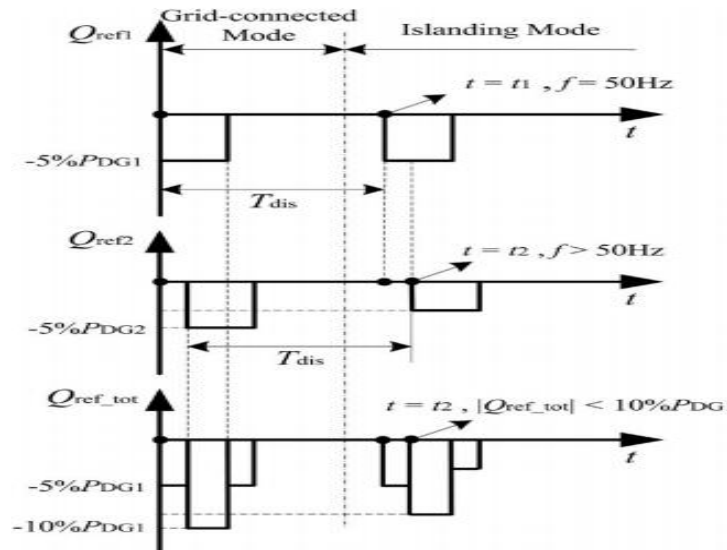 Grid-connected
Mode
Islanding Mode
Qref1
t = t1 , f = 50Hz
t
-5%PDG1
Tdis
Qref2
t = t2 , f > 50Hz
t
-5%PDG2
Tdis
Qref_tot
t = t2 , |Qref_tot| < 10%PDG
t
-5%PDG1
-10%PDG1